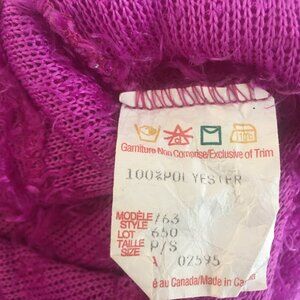 Garniture Non Comprise/Exclusive of Trim
100%POLYESTER
MODÈLE
STYLE 763
LOT 650
TAILLE
SIZE P/S
A 02595
é au Canada/Made in Canada